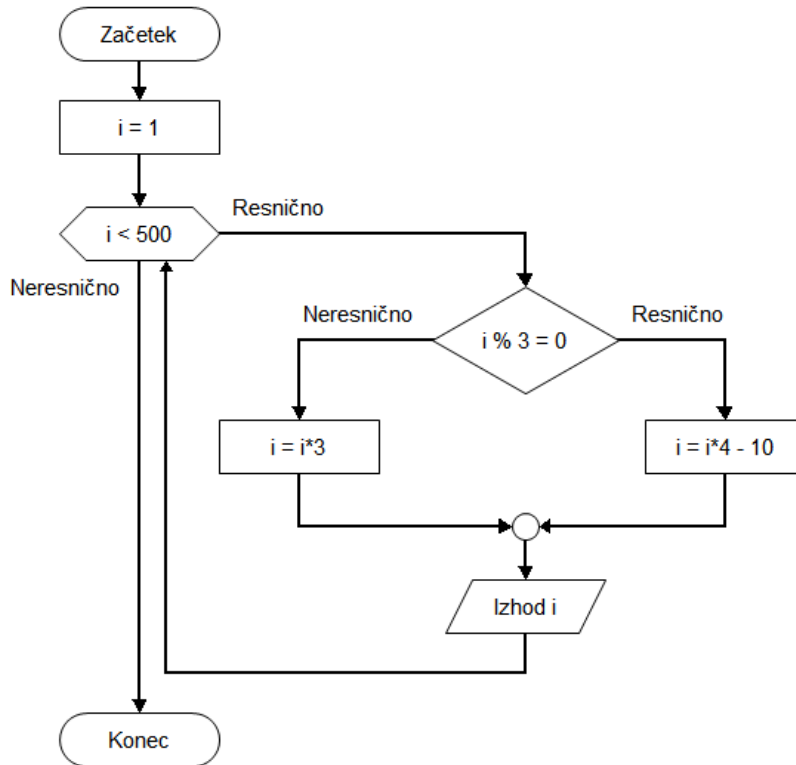 Začetek
i = 1
i < 500
Resnično
Neresnično
i % 3 = 0
Neresnično
Resnično
i = i*3
i = i*4 - 10
Izhod i
Konec